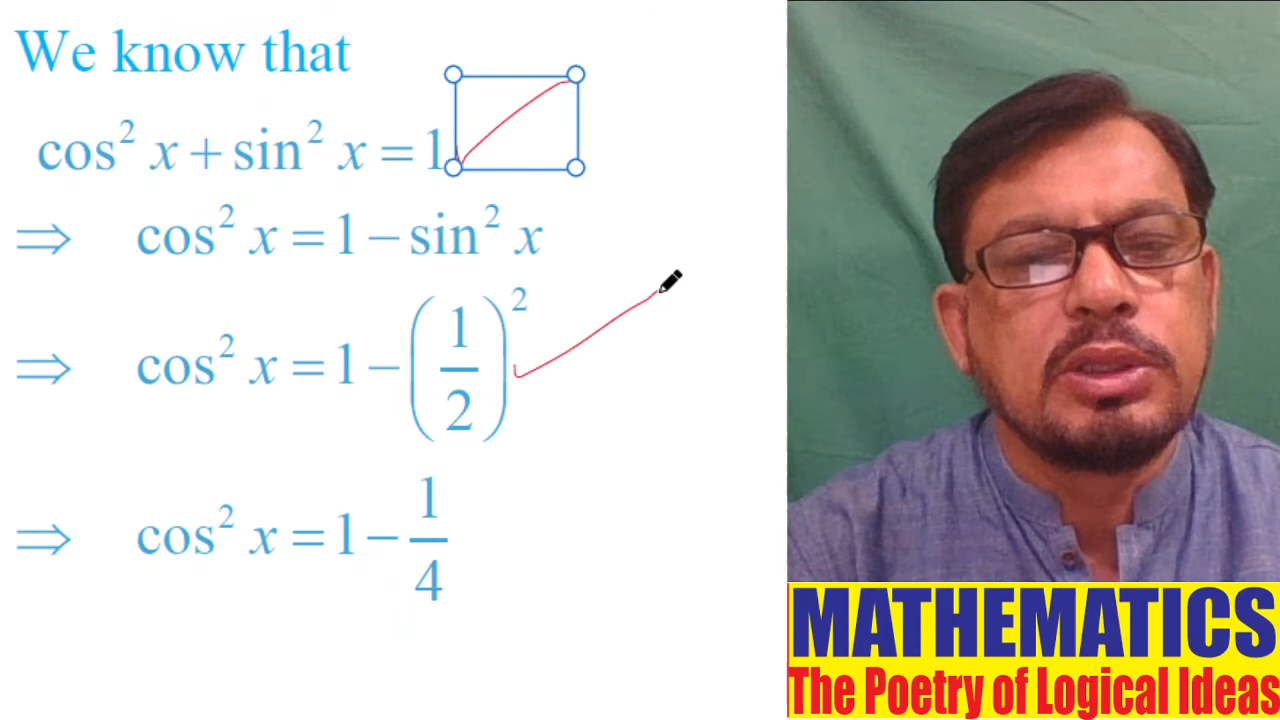 We know that
cos² x + sin² x = 1
⇒ cos² x = 1 − sin² x
⇒ cos² x = 1 − (1/2)²
⇒ cos² x = 1 − 1/4
MATHEMATICS
The Poetry of Logical Ideas